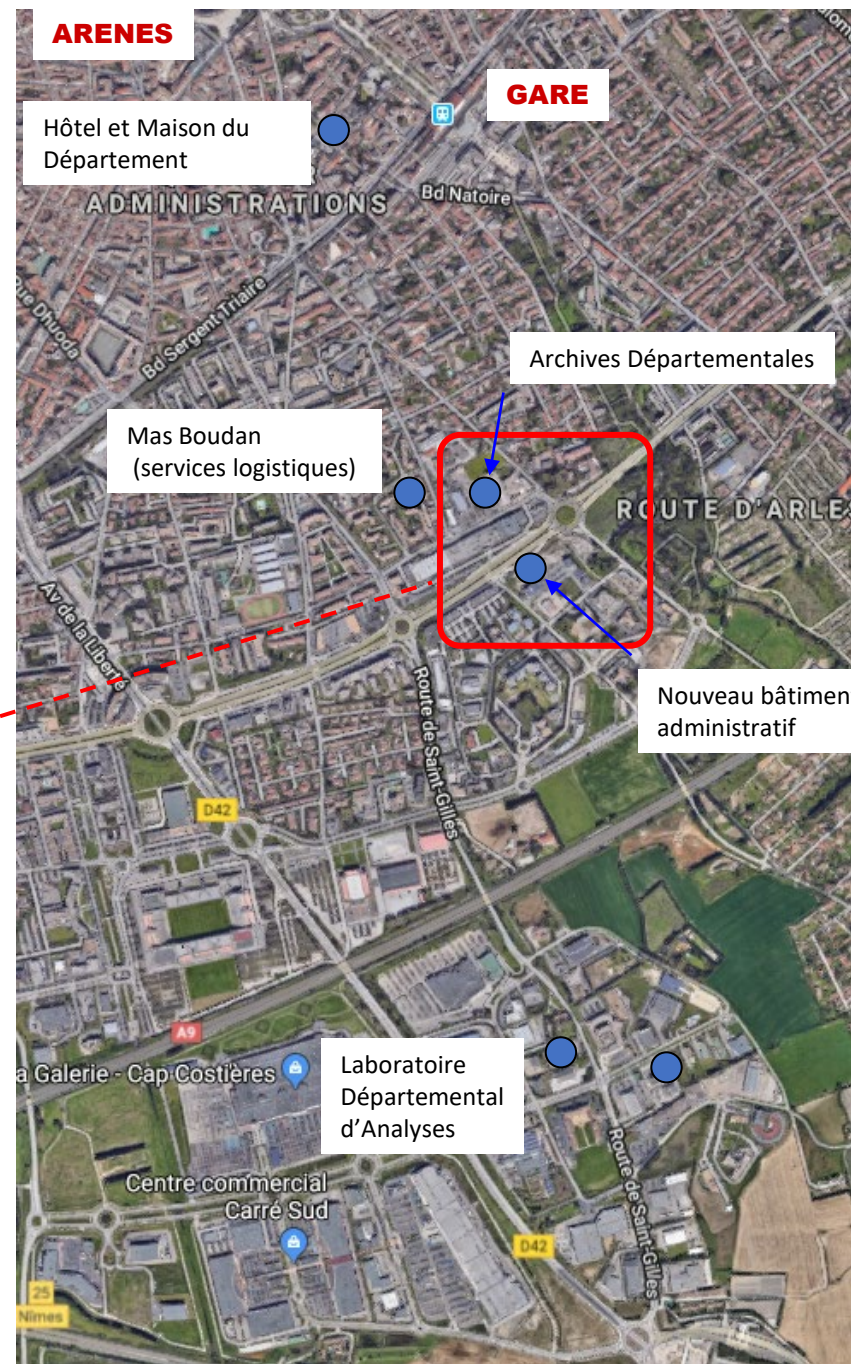 ARENES
GARE
Hôtel et Maison du
Département
ADMINISTRATIONS
Bd Natoire
Rue Dhuoda
Bd Sergent Triaire
Archives Départementales
Mas Boudan
(services logistiques)
ROUTE D'ARLES
Av de la Liberté
Route de Saint-Gilles
Nouveau bâtimen
administratif
D42
A9
a Galerie - Cap Costières
Laboratoire
Départemental
d'Analyses
Centre commercial
Carré Sud
Route de Saint-Gilles
D42
25
Nîmes